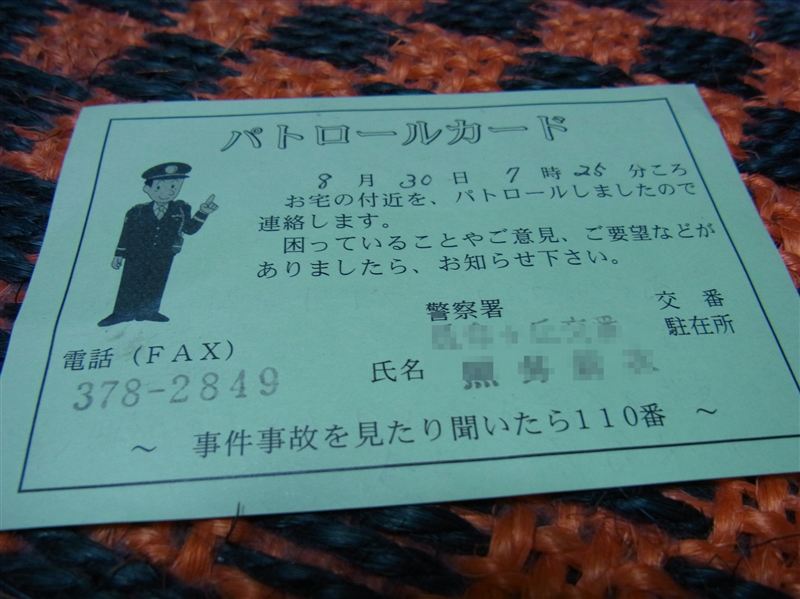 パトロールカード
8月30日7時25分ころ
お宅の付近を、パトロールしましたので
連絡します。
困っていることやご意見、ご要望などが
ありましたら、お知らせ下さい。
警察署 交番
駐在所
電話（ＦＡＸ）
378-2849
氏名
～ 事件事故を見たり聞いたら１１０番 ～